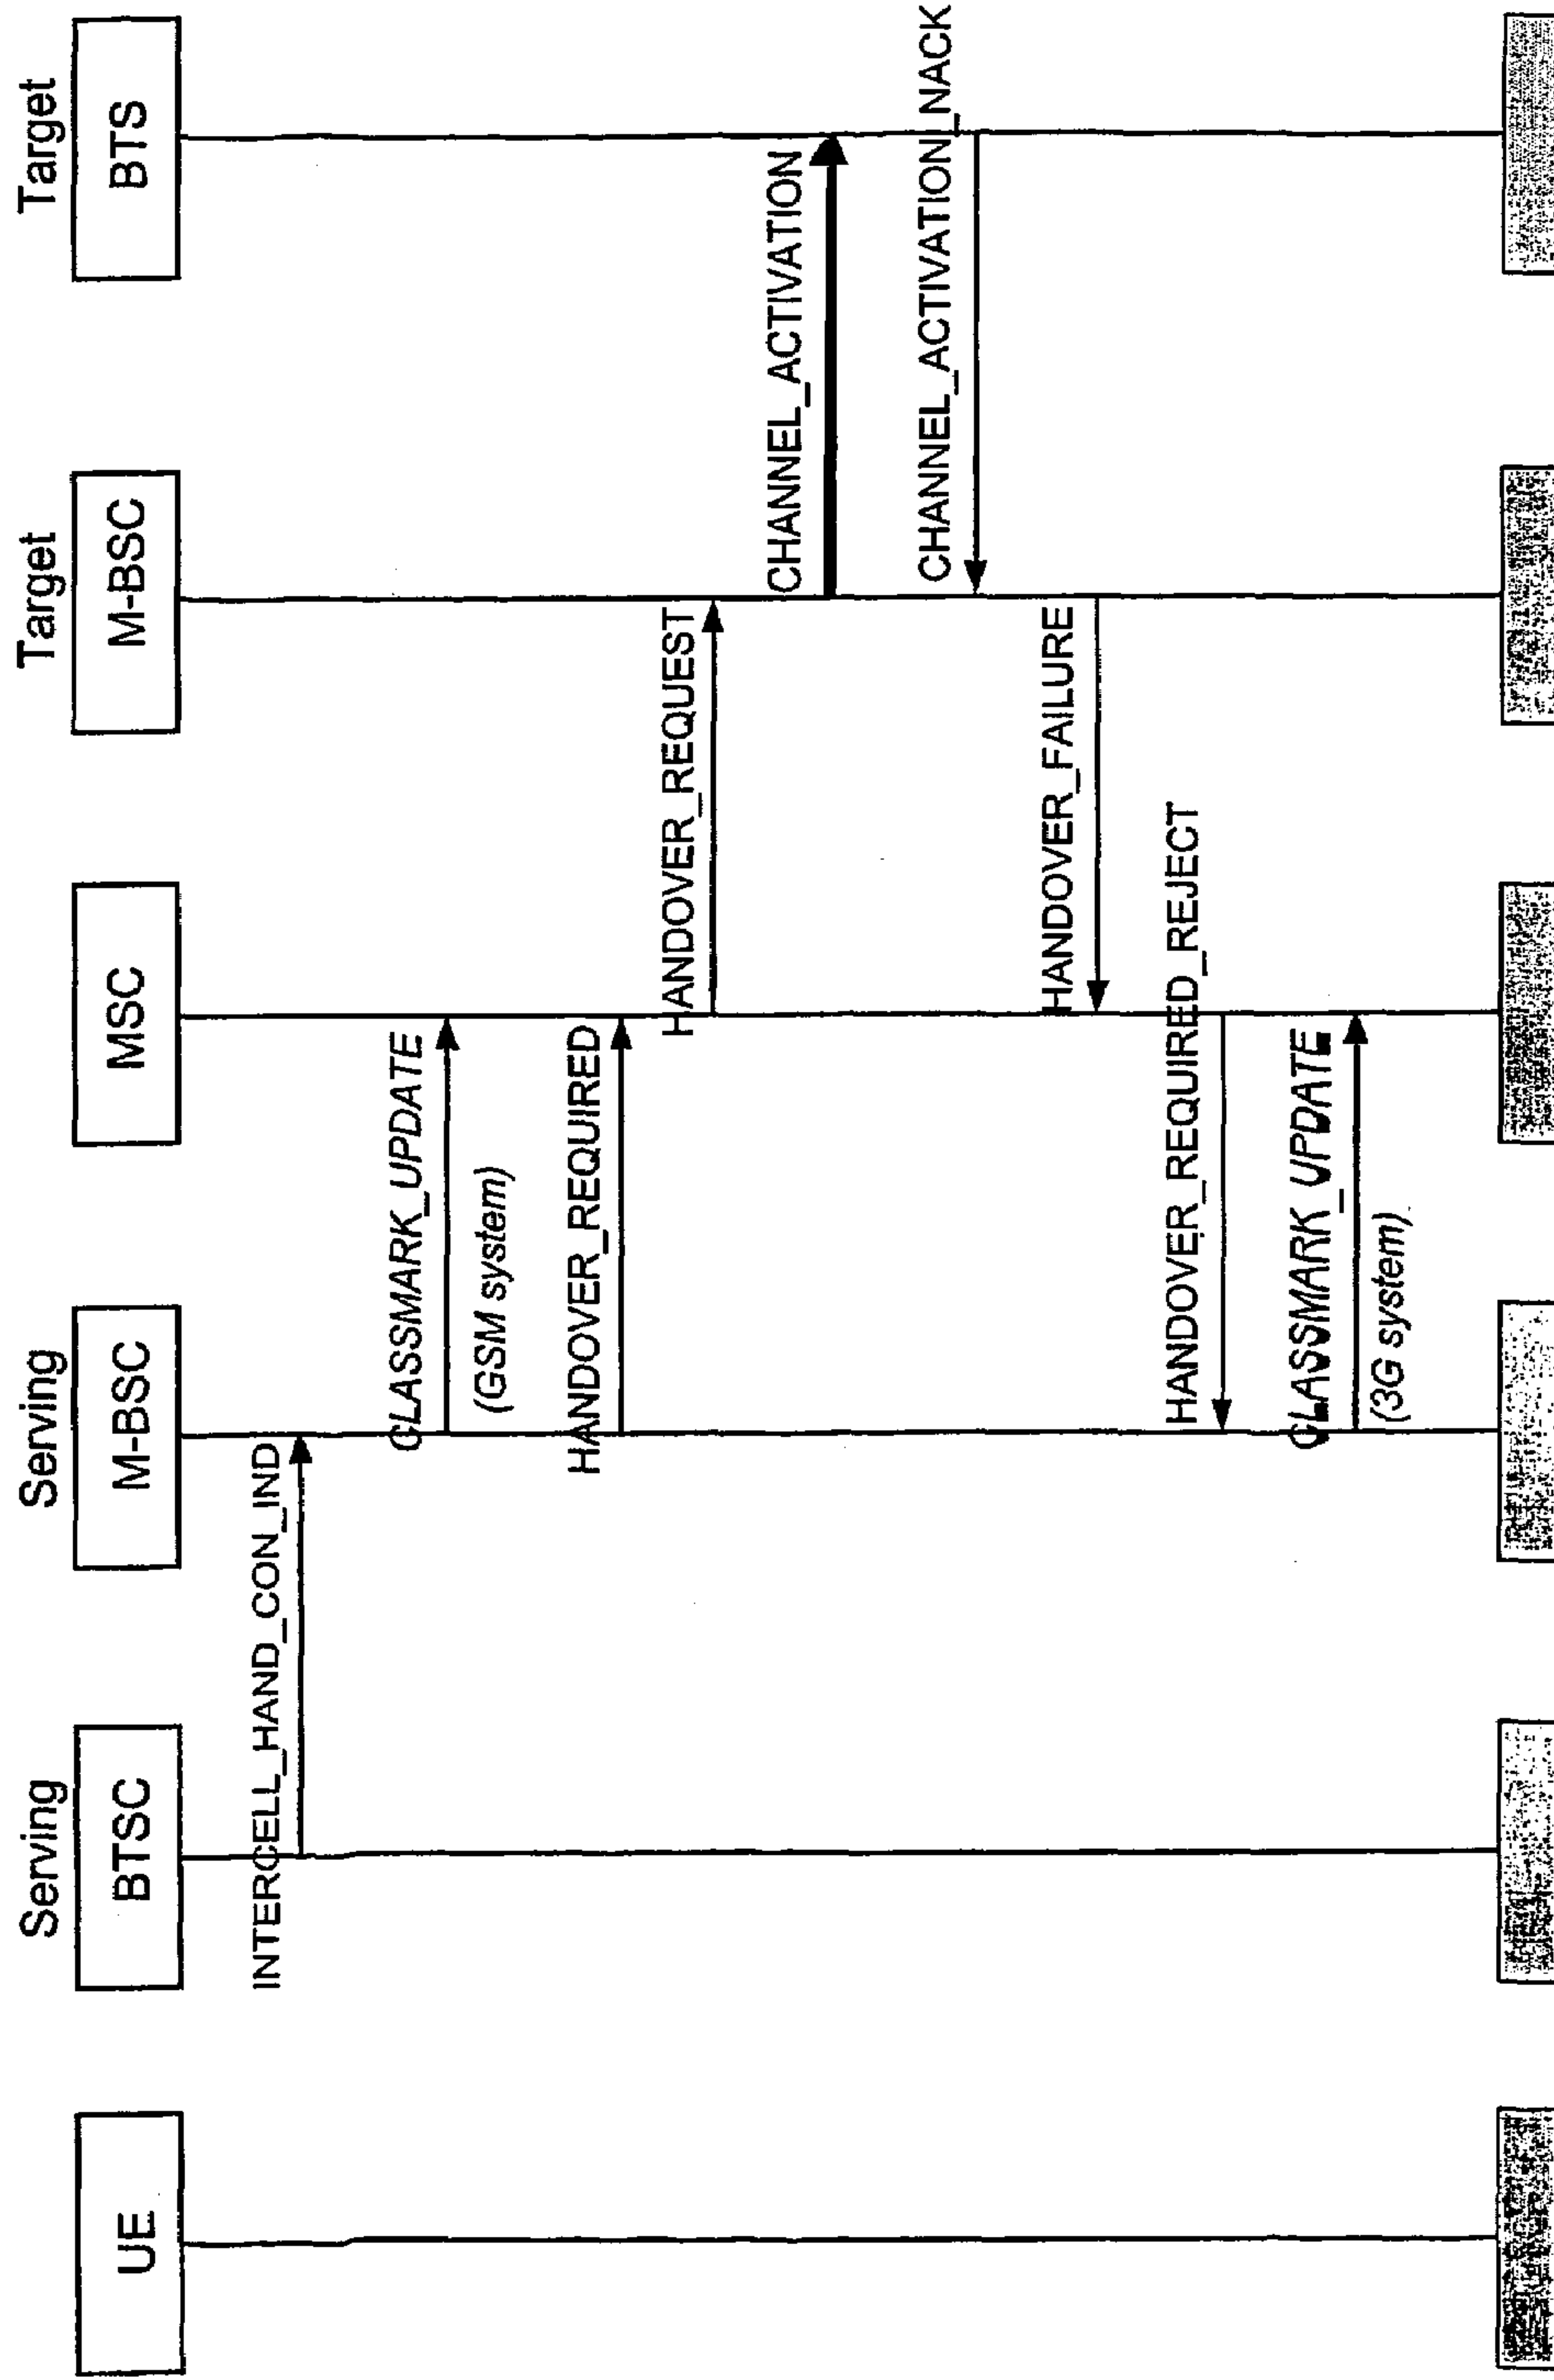 UE
Serving
BTSC
Serving
M-BSC
MSC
Target
M-BSC
Target
BTS
INTERCELL_HAND_CON_IND
CLASSMARK_UPDATE
(GSM system)
HANDOVER_REQUIRED
HANDOVER_REQUEST
CHANNEL_ACTIVATION
CHANNEL_ACTIVATION_NACK
HANDOVER_FAILURE
HANDOVER_REQUIRED_REJECT
CLASSMARK_UPDATE
(3G system)